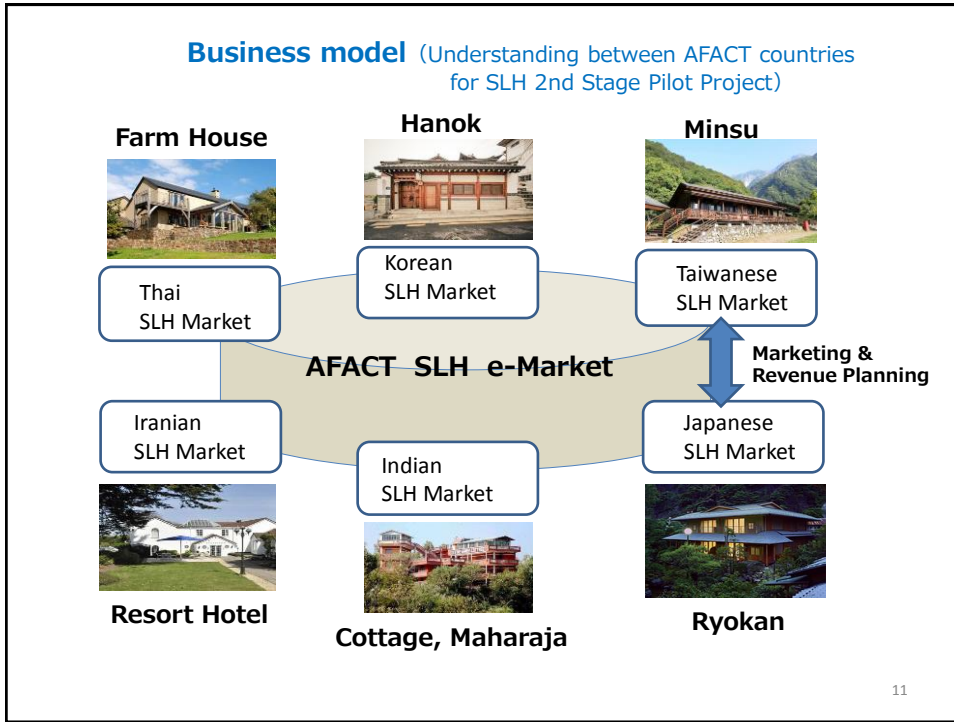 Business model（Understanding between AFACT countries
for SLH 2nd Stage Pilot Project）
Farm House
Hanok
Minsu
Thai
SLH Market
Korean
SLH Market
Taiwanese
SLH Market
AFACT SLH e-Market
Marketing &
Revenue Planning
Iranian
SLH Market
Indian
SLH Market
Japanese
SLH Market
Resort Hotel
Cottage, Maharaja
Ryokan
11